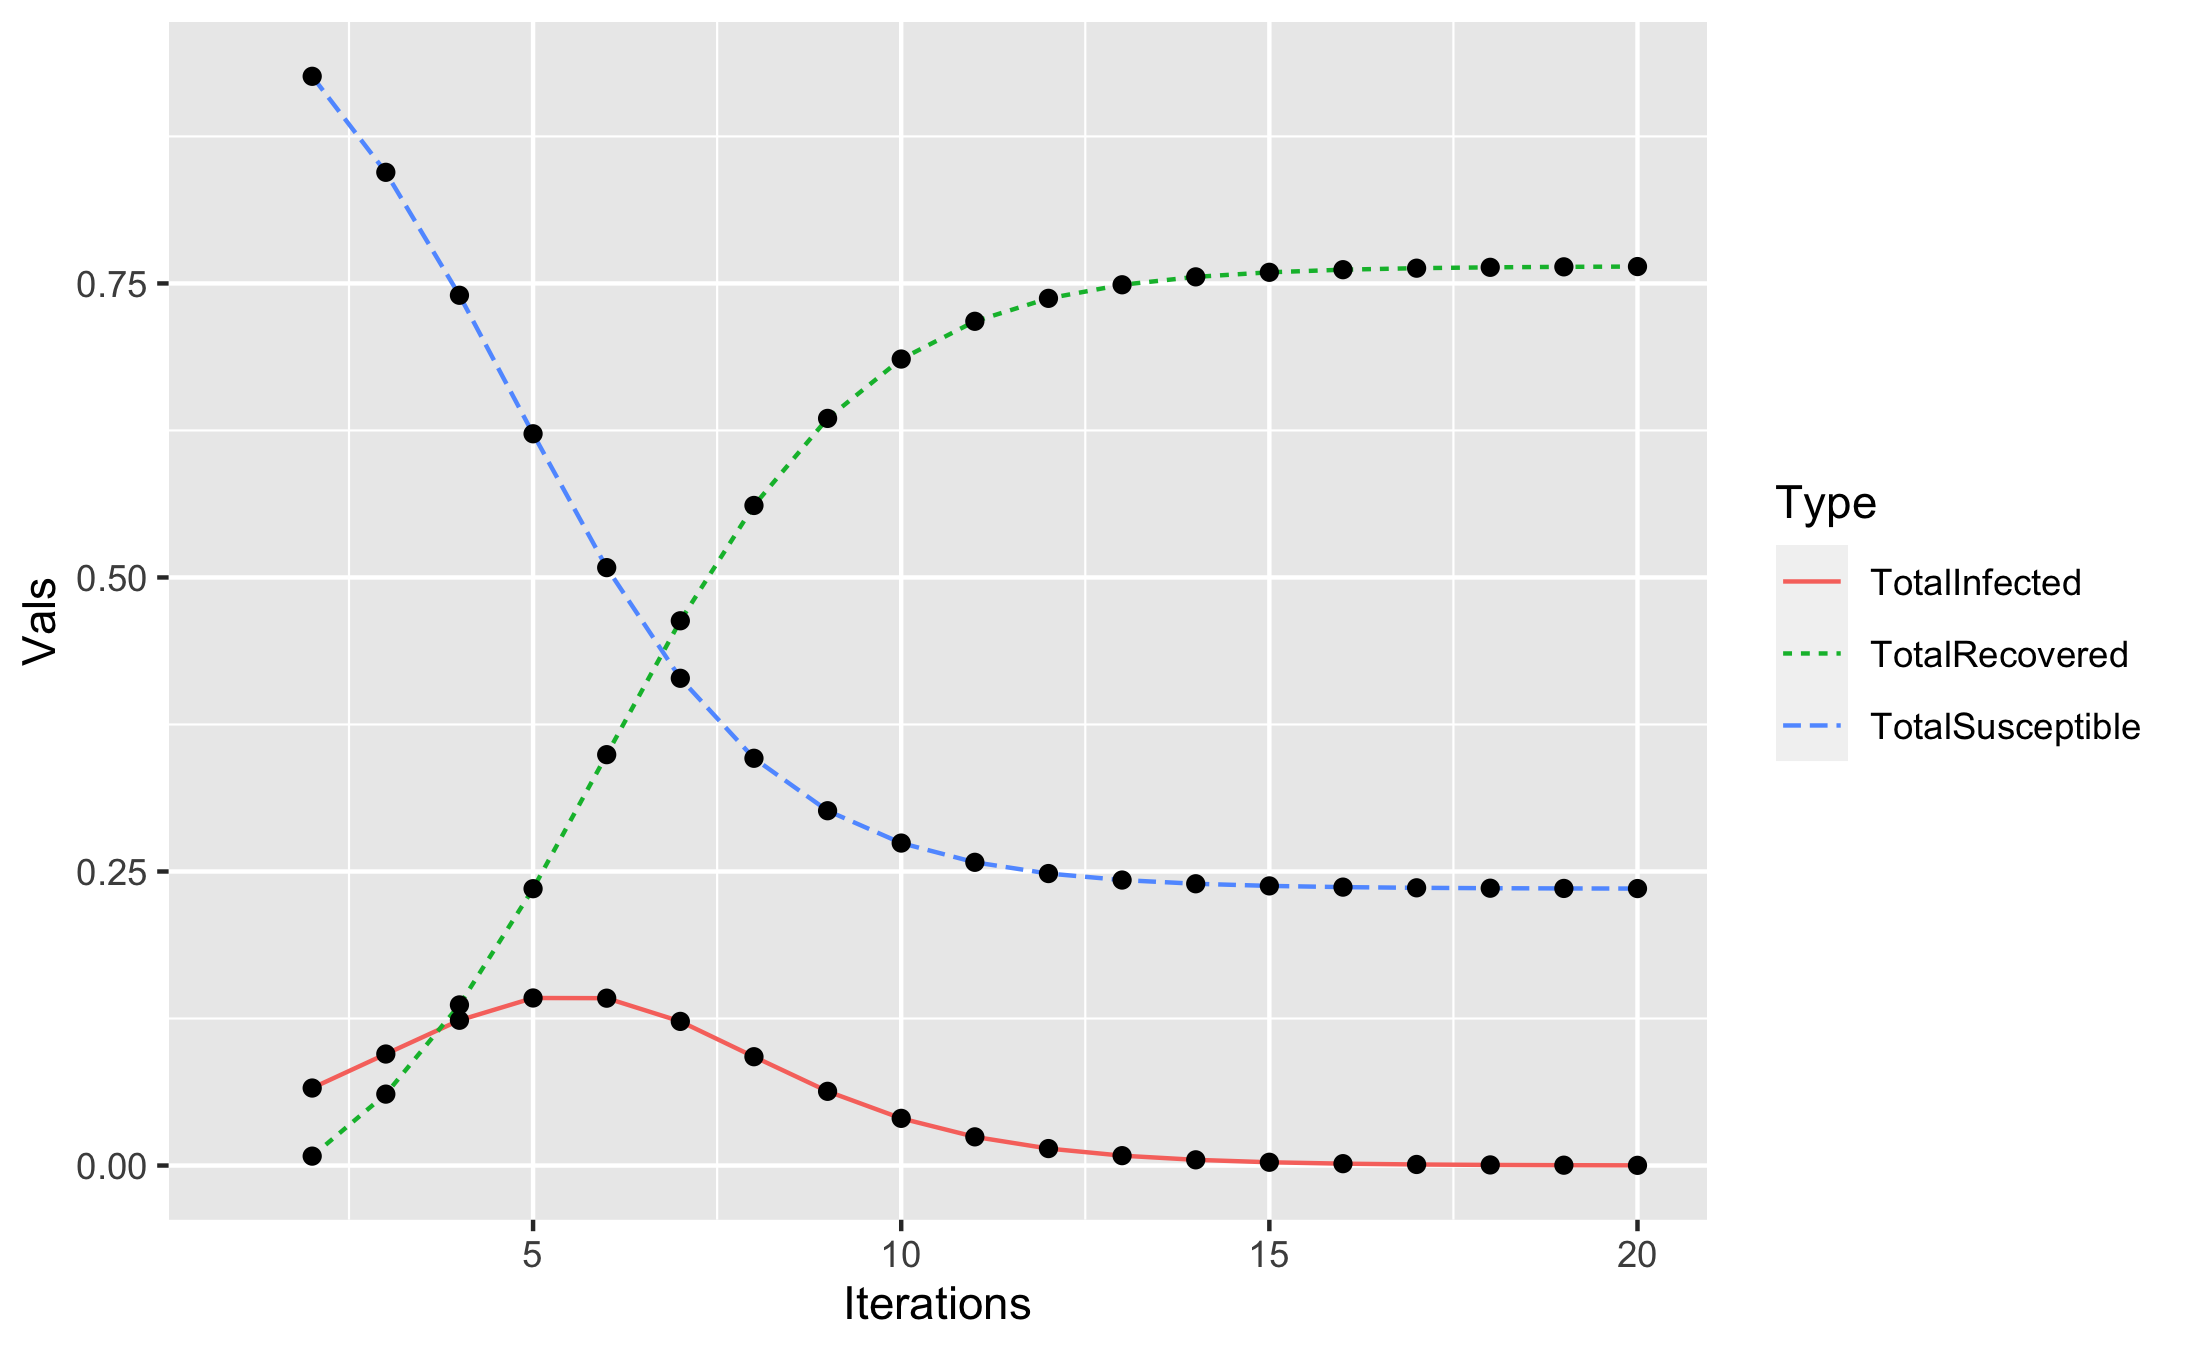 Vals
0.75
0.50
0.25
0.00
5 10 15 20
Iterations
Type
TotalInfected
TotalRecovered
TotalSusceptible